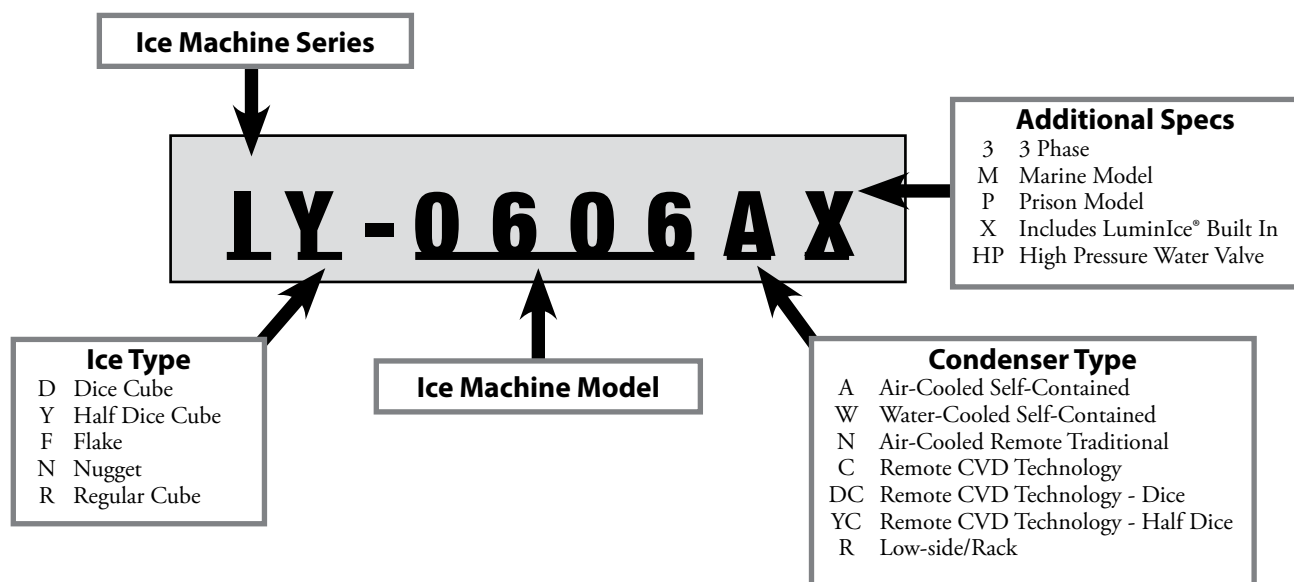 Ice Machine Series
IY-0606AX
Additional Specs
3 3 Phase
M Marine Model
P Prison Model
X Includes LuminIce® Built In
HP High Pressure Water Valve
Ice Type
D Dice Cube
Y Half Dice Cube
F Flake
N Nugget
R Regular Cube
Ice Machine Model
Condenser Type
A Air-Cooled Self-Contained
W Water-Cooled Self-Contained
N Air-Cooled Remote Traditional
C Remote CVD Technology
DC Remote CVD Technology - Dice
YC Remote CVD Technology - Half Dice
R Low-side/Rack